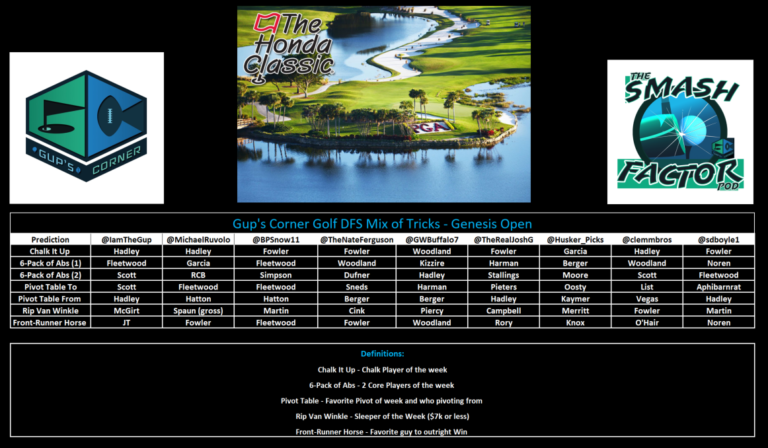 The
Honda
Classic
PGA
#GUP'S CORNER
THE
SMASH
FACTOR
POD
Gup's Corner Golf DFS Mix of Tricks - Genesis Open
Prediction @IamTheGup @MichaelRuvolo @BPSnow11 @TheNateFerguson @GWBuffalo7 @TheRealJoshG @Husker_Picks @clemmbros @sdboyle1
Chalk It Up Hadley Hadley Fowler Fowler Woodland Fowler Garcia Hadley Fowler
6-Pack of Abs (1) Fleetwood Garcia Fleetwood Woodland Kizzire Harman Berger Woodland Noren
6-Pack of Abs (2) Scott RCB Simpson Dufner Hadley Stallings Moore Scott Fleetwood
Pivot Table To Scott Fleetwood Fleetwood Sneds Harman Pieters Oosty List Aphibarnrat
Pivot Table From Hadley Hatton Hatton Berger Berger Hadley Kaymer Vegas Hadley
Rip Van Winkle McGirt Spaun (gross) Martin Cink Piercy Campbell Merritt Fowler Martin
Front-Runner Horse JT Fowler Fleetwood Fowler Woodland Rory Knox O'Hair Noren
Definitions:
Chalk It Up - Chalk Player of the week
6-Pack of Abs - 2 Core Players of the week
Pivot Table - Favorite Pivot of week and who pivoting from
Rip Van Winkle - Sleeper of the Week ($7k or less)
Front-Runner Horse - Favorite guy to outright Win